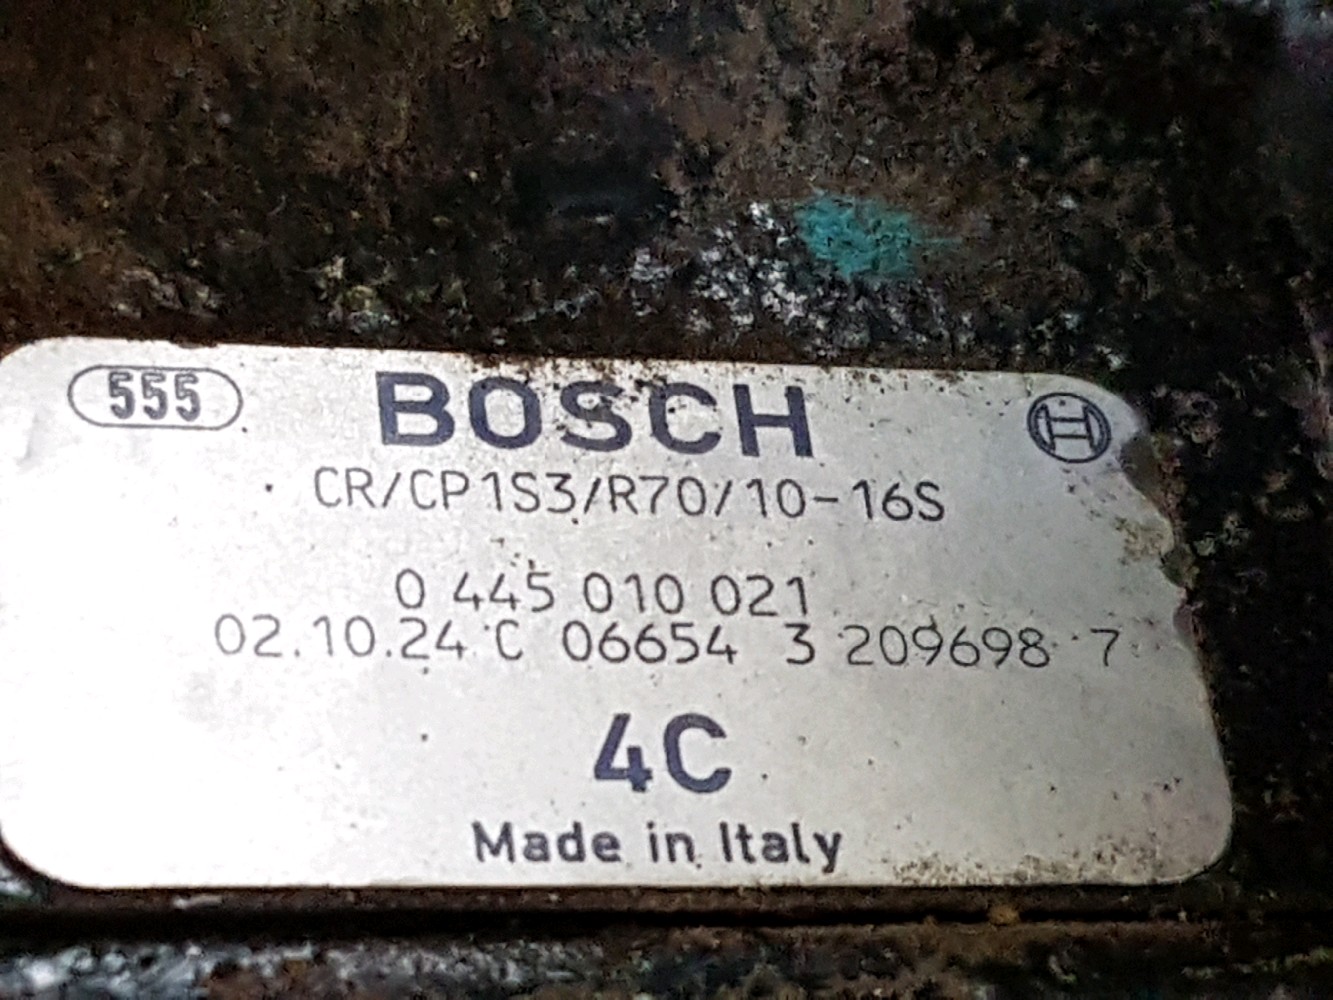 555 BOSCH
CR/CP1S3/R70/10-16S
0 445 010 021
02.10.24 C 06654 3 209698 7
4C
Made in Italy